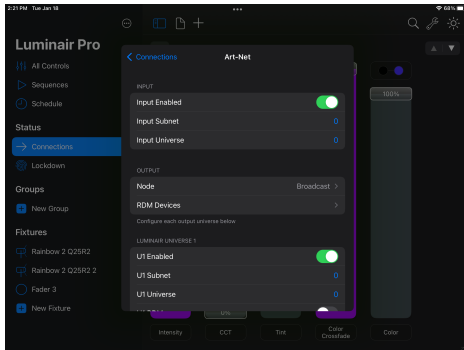 2:21 PM Tue Jan 18
68%
Luminair Pro
All Controls
Sequences
Schedule
Status
Connections
Lockdown
Groups
New Group
Fixtures
Rainbow 2 Q25R2
Rainbow 2 Q25R2 2
Fader 3
New Fixture
Connections
Art-Net
INPUT
Input Enabled
Input Subnet 0
Input Universe 0
OUTPUT
Node Broadcast
RDM Devices
Configure each output universe below
LUMINAIR UNIVERSE 1
U1 Enabled
U1 Subnet 0
U1 Universe 0
100%
0%
Intensity
CCT
Tint
Color
Crossfade
Color